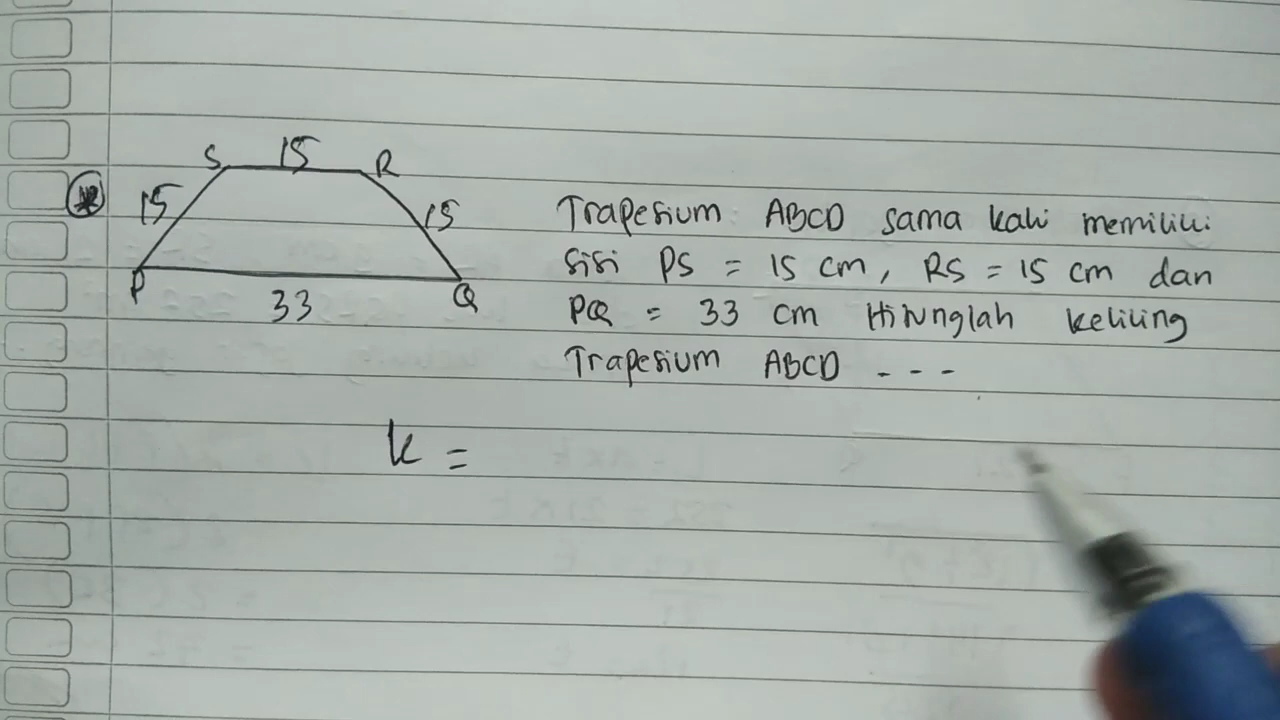 S 15 R
15 15
P 33 Q
Trapesium ABCD sama kaki memiliki
sisi PS = 15 cm, RS = 15 cm dan
PQ = 33 cm Hitunglah keliling
Trapesium ABCD ---
k =